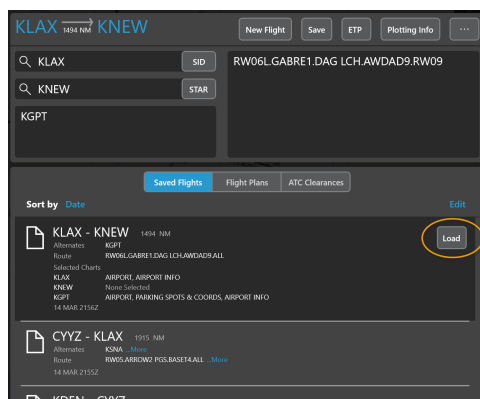 KLAX 1494 NM KNEW
New Flight Save ETP Plotting Info ...
KLAX SID
KNEW STAR
RW06L.GABRE1.DAG LCH.AWDAD9.RW09
KGPT
Saved Flights Flight Plans ATC Clearances
Sort by Date Edit
KLAX - KNEW 1494 NM
Load
Alternates KGPT
Route RW06L.GABRE1.DAG LCH.AWDAD9.ALL
Selected Charts
KLAX AIRPORT, AIRPORT INFO
KNEW None Selected
KGPT AIRPORT, PARKING SPOTS & COORDS, AIRPORT INFO
14 MAR 2156Z
CYYZ - KLAX 1915 NM
Alternates KSNA ...More
Route RW05.ARROW2 PGS.BASET4.ALL ...More
14 MAR 2155Z
KDEN - CYYZ